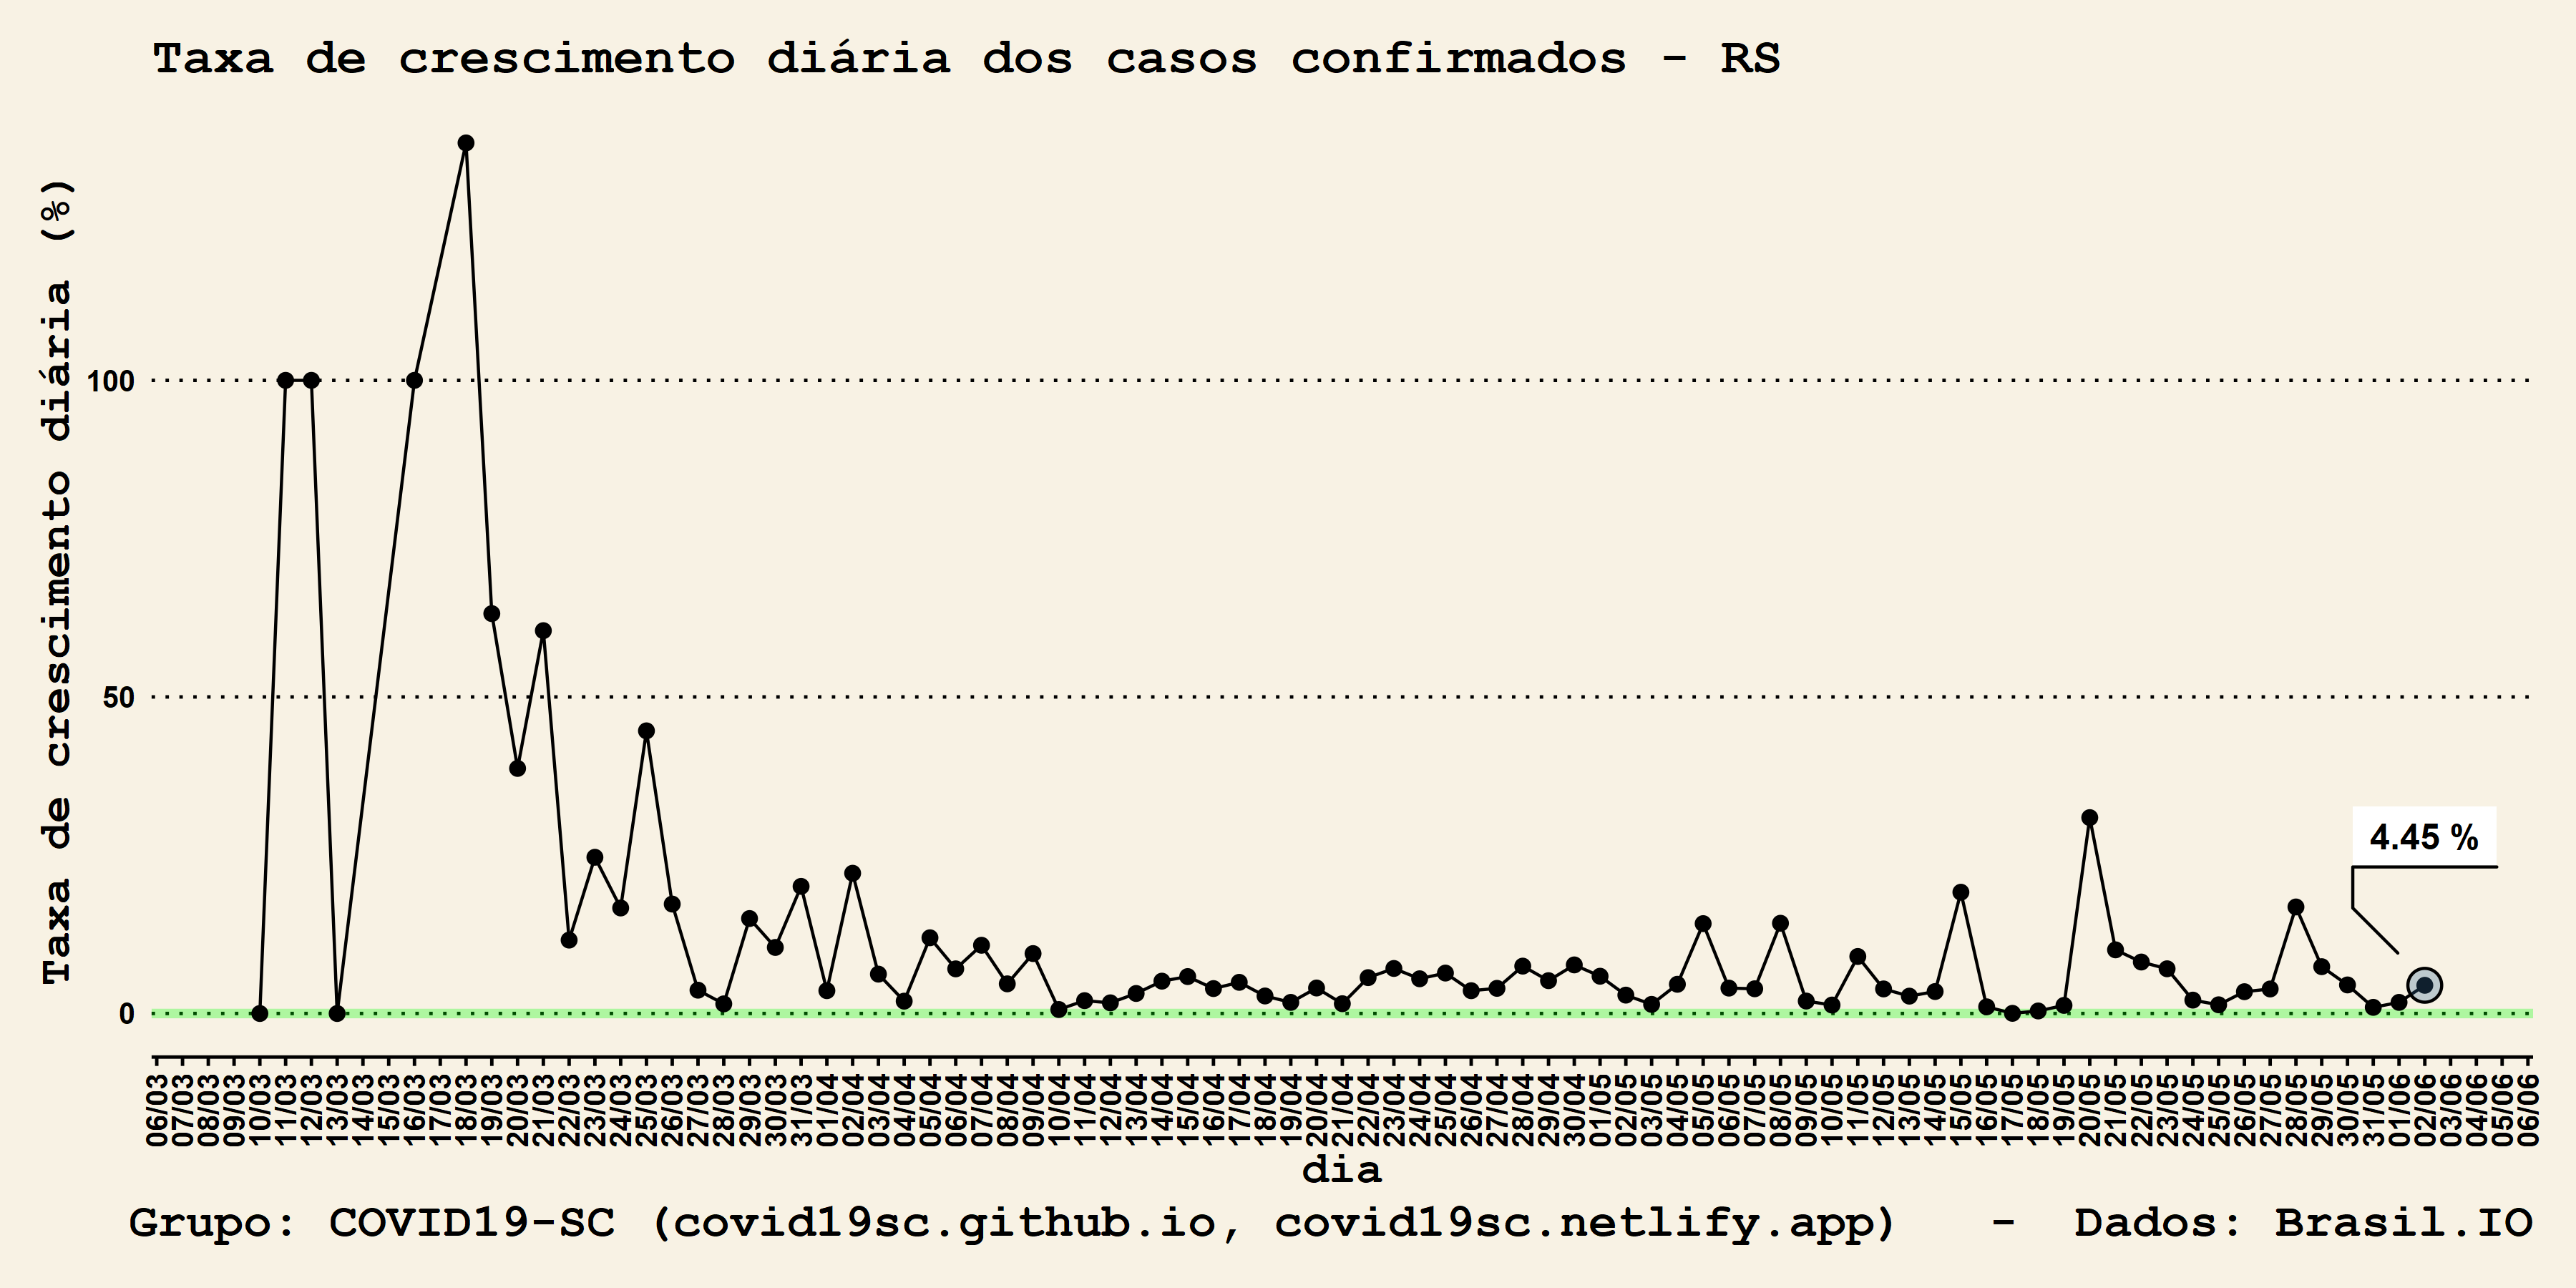 Taxa de crescimento diária dos casos confirmados - RS
Taxa de crescimento diária (%)
100
50
0
4.45 %
06/03 07/03 08/03 09/03 10/03 11/03 12/03 13/03 14/03 15/03 16/03 17/03 18/03 19/03 20/03 21/03 22/03 23/03 24/03 25/03 26/03 27/03 28/03 29/03 30/03 31/03 01/04 02/04 03/04 04/04 05/04 06/04 07/04 08/04 09/04 10/04 11/04 12/04 13/04 14/04 15/04 16/04 17/04 18/04 19/04 20/04 21/04 22/04 23/04 24/04 25/04 26/04 27/04 28/04 29/04 30/04 01/05 02/05 03/05 04/05 05/05 06/05 07/05 08/05 09/05 10/05 11/05 12/05 13/05 14/05 15/05 16/05 17/05 18/05 19/05 20/05 21/05 22/05 23/05 24/05 25/05 26/05 27/05 28/05 29/05 30/05 31/05 01/06 02/06 03/06 04/06 05/06 06/06
dia
Grupo: COVID19-SC (covid19sc.github.io, covid19sc.netlify.app) - Dados: Brasil.IO